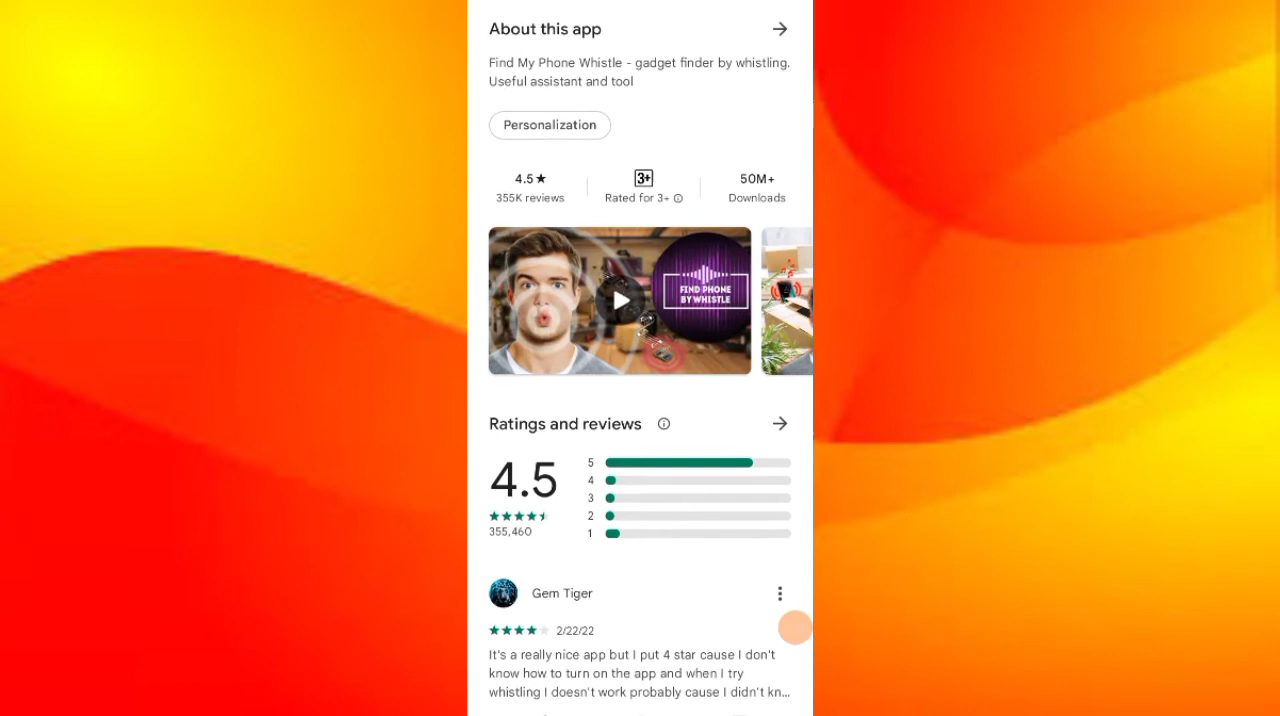 About this app
Find My Phone Whistle - gadget finder by whistling.
Useful assistant and tool
Personalization
4.5★
355K reviews
3+
Rated for 3+
50M+
Downloads
FIND PHONE
BY WHISTLE
Ratings and reviews
4.5
355,460
5
4
3
2
1
Gem Tiger
2/22/22
It's a really nice app but I put 4 star cause I don't
know how to turn on the app and when I try
whistling I doesn't work probably cause I didn't kn...